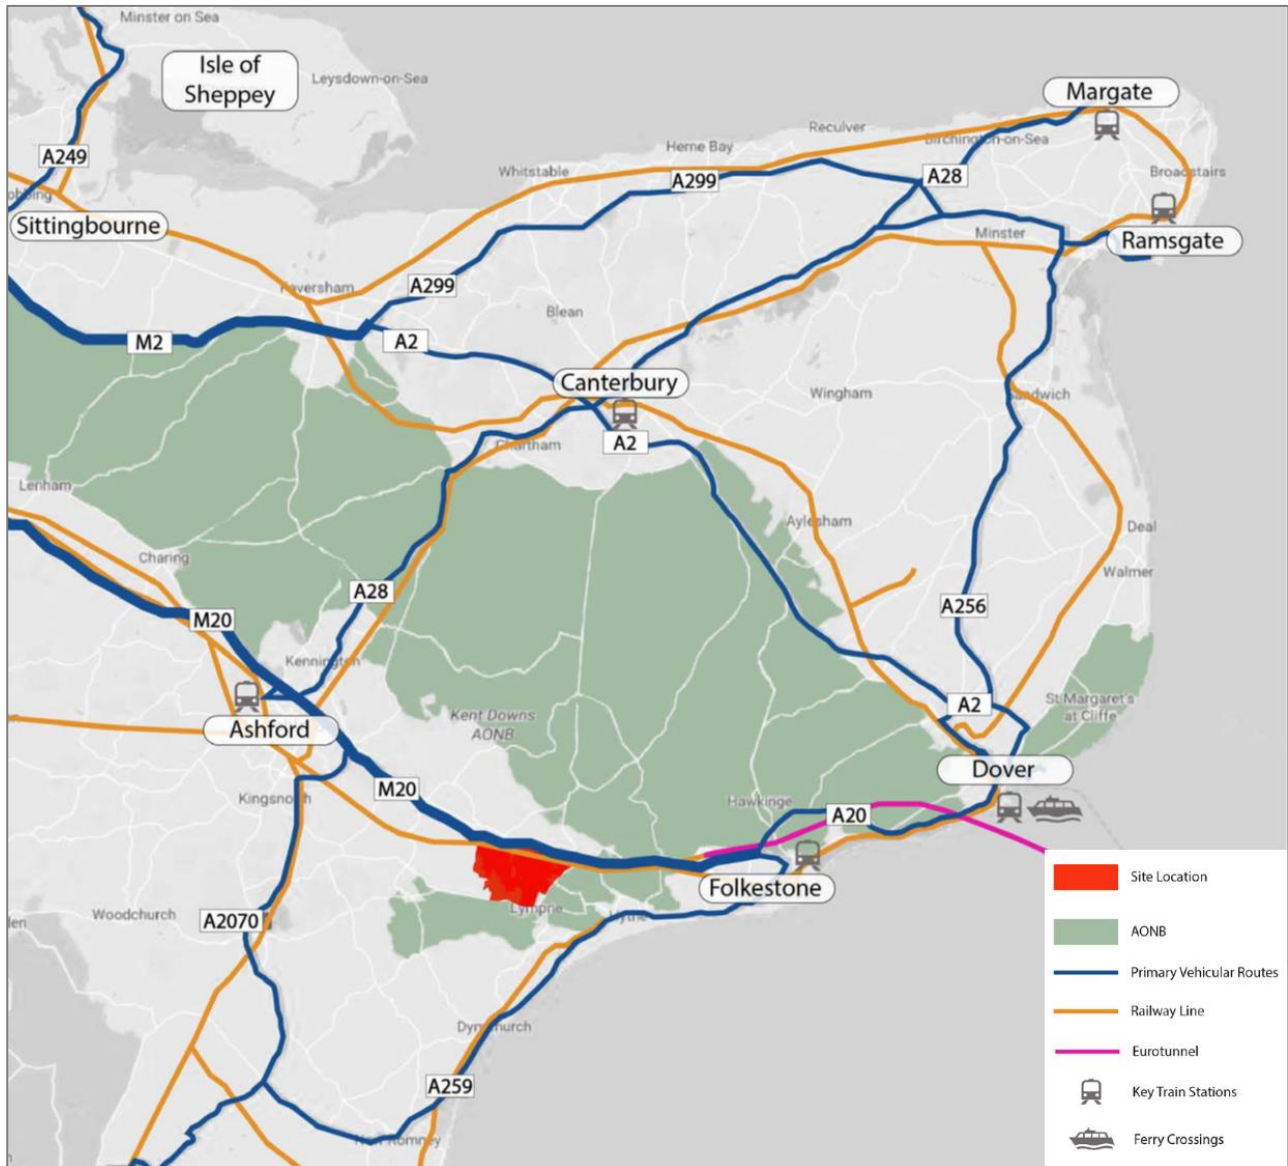 Minster on Sea
Isle of
Sheppey
Leysdown-on-Sea
Margate
Reculver
Herne Bay
Birchington-on-Sea
A249
Whitstable
A299
A28
Broadstairs
Sittingbourne
Minster
Ramsgate
Faversham
A299
Blean
M2
A2
Canterbury
Wingham
Sandwich
Chartham
A2
Lenham
Aylesham
Deal
Charing
Walmer
A28
A256
M20
Kennington
St Margaret's
at Cliffe
A2
Kent Downs
AONB
Ashford
Dover
Kingsnorth
M20
Hawkinge
A20
Folkestone
Site Location
Lympne
Hythe
Woodchurch
A2070
AONB
Primary Vehicular Routes
Railway Line
Dymchurch
Eurotunnel
A259
Key Train Stations
New Romney
Ferry Crossings